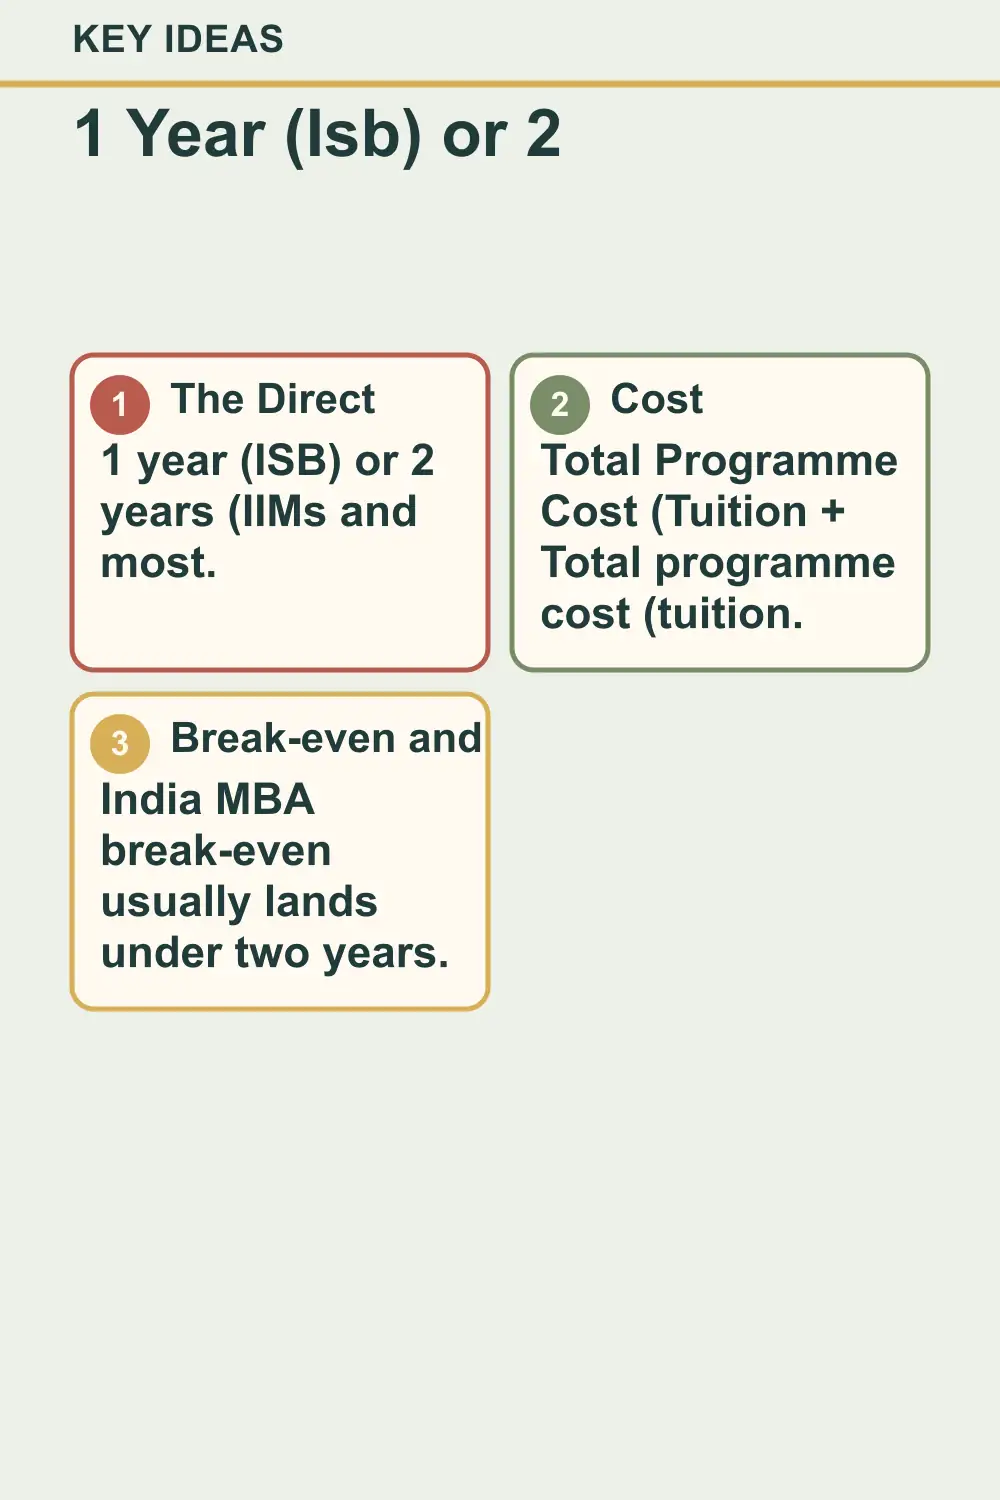 KEY IDEAS
1 Year (Isb) or 2
1
The Direct
1 year (ISB) or 2
years (IIMs and
most.
2
Cost
Total Programme
Cost (Tuition +
Total programme
cost (tuition.
3
Break-even and
India MBA
break-even
usually lands
under two years.